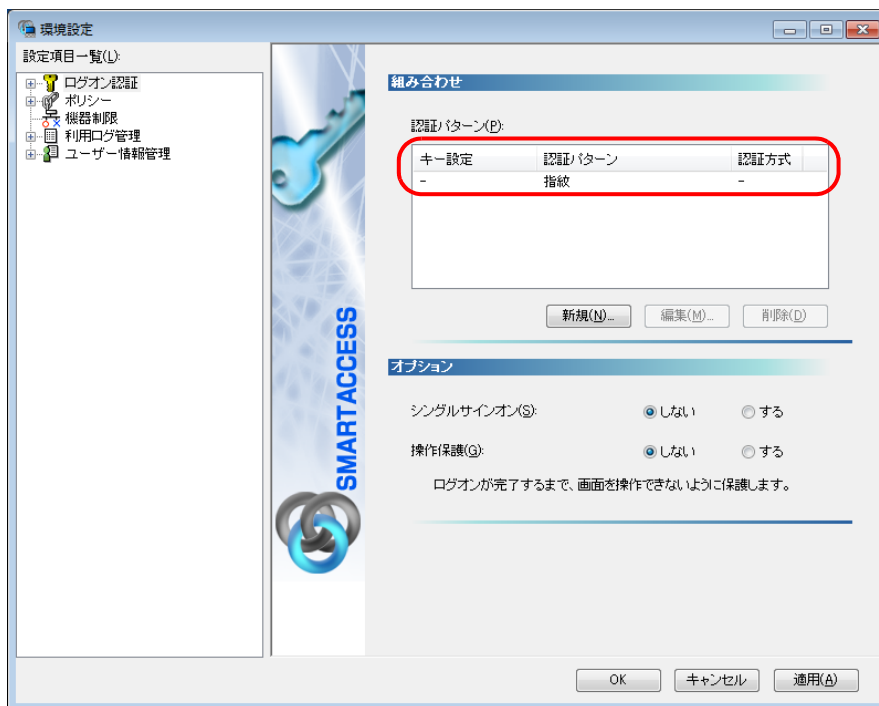 環境設定
設定項目一覧(L):
ログオン認証
ポリシー
機器制限
利用ログ管理
ユーザー情報管理
SMARTACCESS
組み合わせ
認証パターン(P):
キー設定 認証パターン 認証方式
- 指紋 -
新規(N)... 編集(M)... 削除(D)
オプション
シングルサインオン(S): しない する
操作保護(G): しない する
ログオンが完了するまで、画面を操作できないように保護します。
OK キャンセル 適用(A)